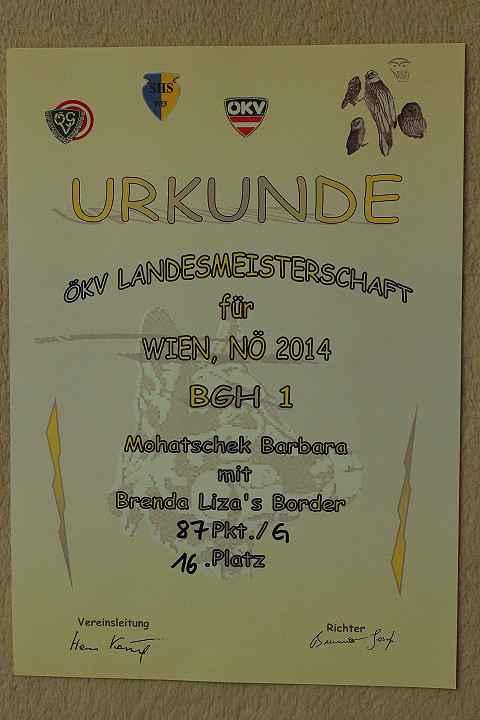 SHS
WIEN
ÖKV
URKUNDE
ÖKV LANDESMEISTERSCHAFT
für
WIEN, NÖ 2014
BGH 1
Mohatschek Barbara
mit
Brenda Liza's Border
87 Pkt./ G
16.Platz
Vereinsleitung
Richter